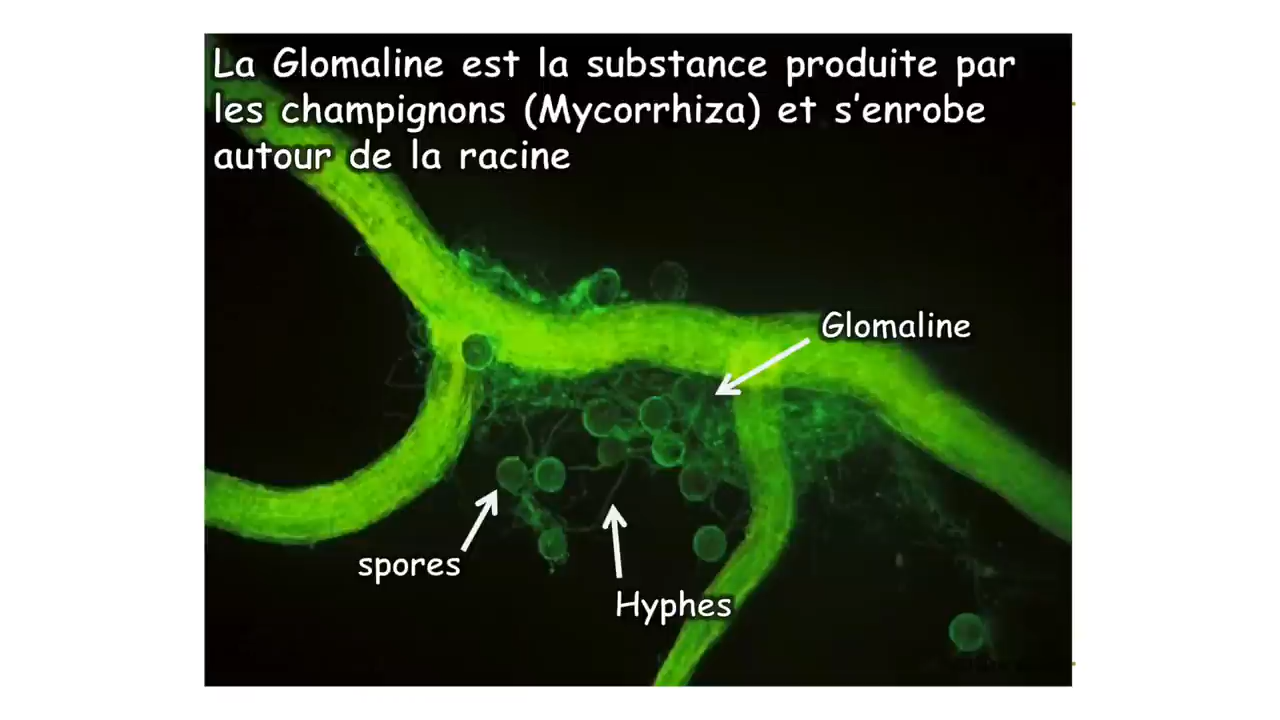 La Glomaline est la substance produite par
les champignons (Mycorrhiza) et s'enrobe
autour de la racine
Glomaline
spores
Hyphes